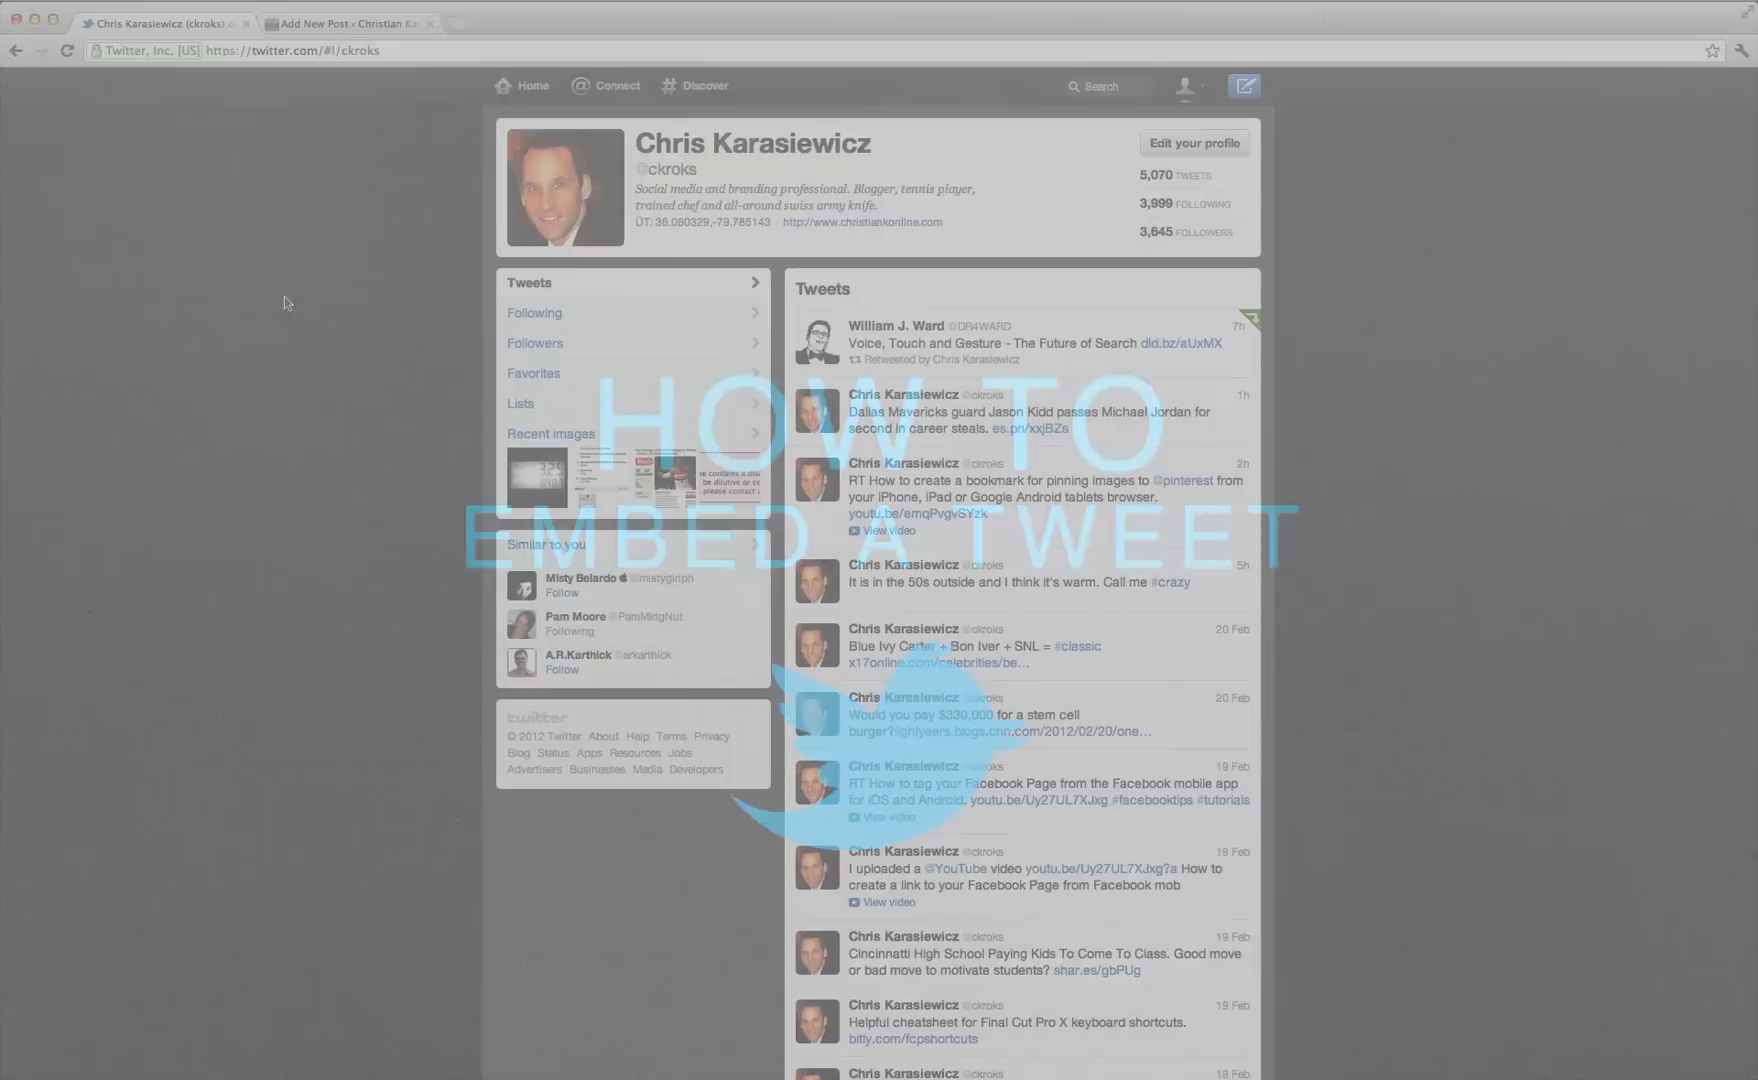 Chris Karasiewicz (ckroks)
Add New Post ‹ Christian Ka
Twitter, Inc. [US] https://twitter.com/#!/ckroks
Home
Connect
Discover
Search
Chris Karasiewicz
@ckroks
Social media and branding professional. Blogger, tennis player,
trained chef and all-around swiss army knife.
ÜT: 36.080329,-79.785143 http://www.christiankonline.com
Edit your profile
5,070 TWEETS
3,999 FOLLOWING
3,645 FOLLOWERS
Tweets
Following
Followers
Favorites
Lists
Recent images
e contains a disc
be dilutive or co
please contact
Similar to you
Misty Belardo @mistygirlph
Follow
Pam Moore @PamMktgNut
Following
A.R.Karthick @arkarthick
Follow
twitter
© 2012 Twitter About Help Terms Privacy
Blog Status Apps Resources Jobs
Advertisers Businesses Media Developers
Tweets
William J. Ward @DR4WARD 7h
Voice, Touch and Gesture - The Future of Search dld.bz/aUxMX
Retweeted by Chris Karasiewicz
Chris Karasiewicz @ckroks 1h
Dallas Mavericks guard Jason Kidd passes Michael Jordan for
second in career steals. es.pn/xxjBZs
Chris Karasiewicz @ckroks 2h
RT How to create a bookmark for pinning images to @pinterest from
your iPhone, iPad or Google Android tablets browser.
youtu.be/emqPvgvSYzk
View video
Chris Karasiewicz @ckroks 5h
It is in the 50s outside and I think it's warm. Call me #crazy
Chris Karasiewicz @ckroks 20 Feb
Blue Ivy Carter + Bon Iver + SNL = #classic
x17online.com/celebrities/be...
Chris Karasiewicz @ckroks 20 Feb
Would you pay $330,000 for a stem cell
burger?lightyears.blogs.cnn.com/2012/02/20/one...
Chris Karasiewicz @ckroks 19 Feb
RT How to tag your Facebook Page from the Facebook mobile app
for iOS and Android. youtu.be/Uy27UL7XJxg #facebooktips #tutorials
View video
Chris Karasiewicz @ckroks 19 Feb
I uploaded a @YouTube video youtu.be/Uy27UL7XJxg?a How to
create a link to your Facebook Page from Facebook mob
View video
Chris Karasiewicz @ckroks 19 Feb
Cincinnati High School Paying Kids To Come To Class. Good move
or bad move to motivate students? shar.es/gbPUg
Chris Karasiewicz @ckroks 19 Feb
Helpful cheatsheet for Final Cut Pro X keyboard shortcuts.
bitly.com/fcpshortcuts
Chris Karasiewicz @ckroks 19 Feb
HOW TO
EMBED A TWEET